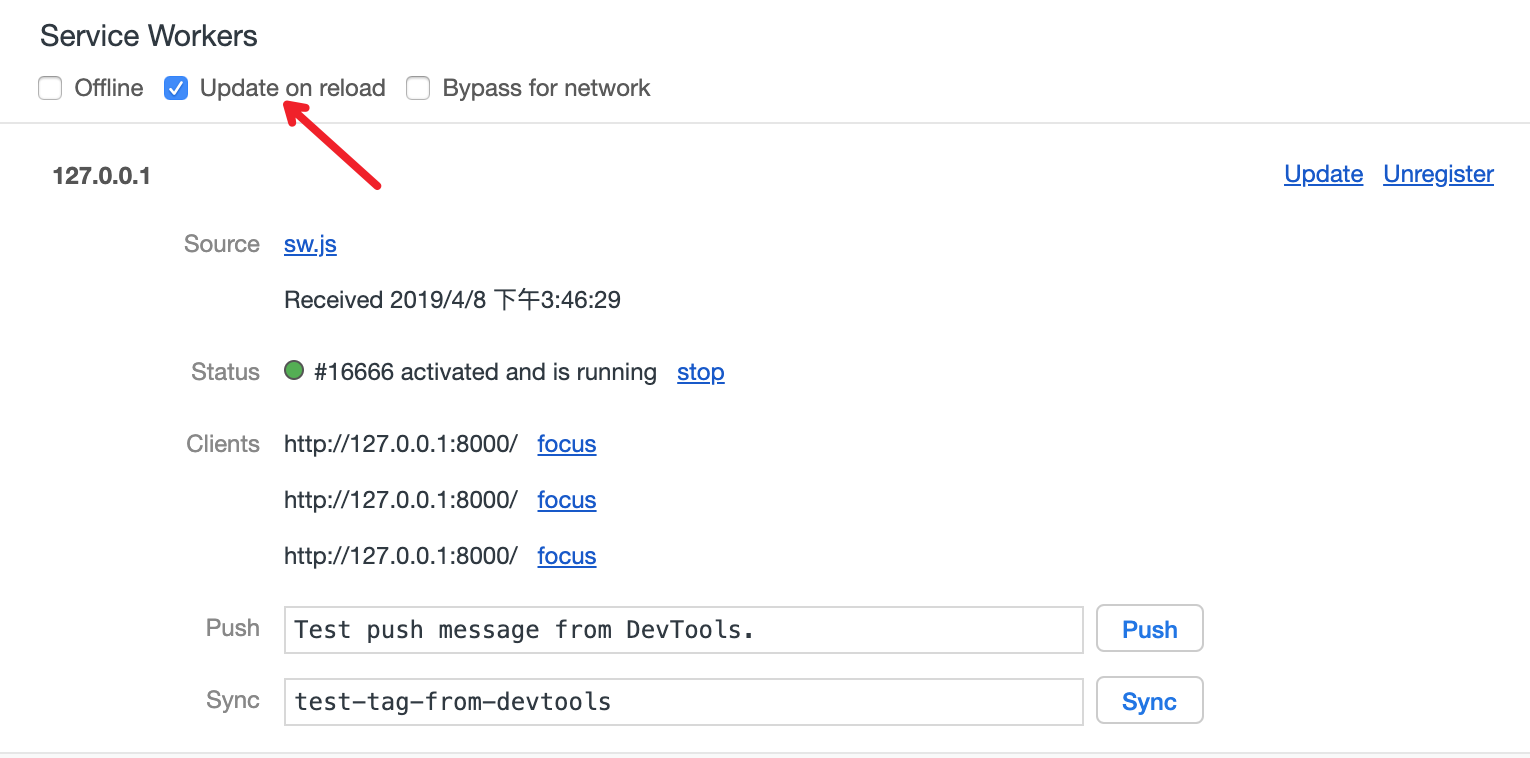 Service Workers
Offline Update on reload Bypass for network
127.0.0.1 Update Unregister
Source sw.js
Received 2019/4/8 下午3:46:29
Status #16666 activated and is running stop
Clients http://127.0.0.1:8000/ focus
http://127.0.0.1:8000/ focus
http://127.0.0.1:8000/ focus
Push Test push message from DevTools. Push
Sync test-tag-from-devtools Sync